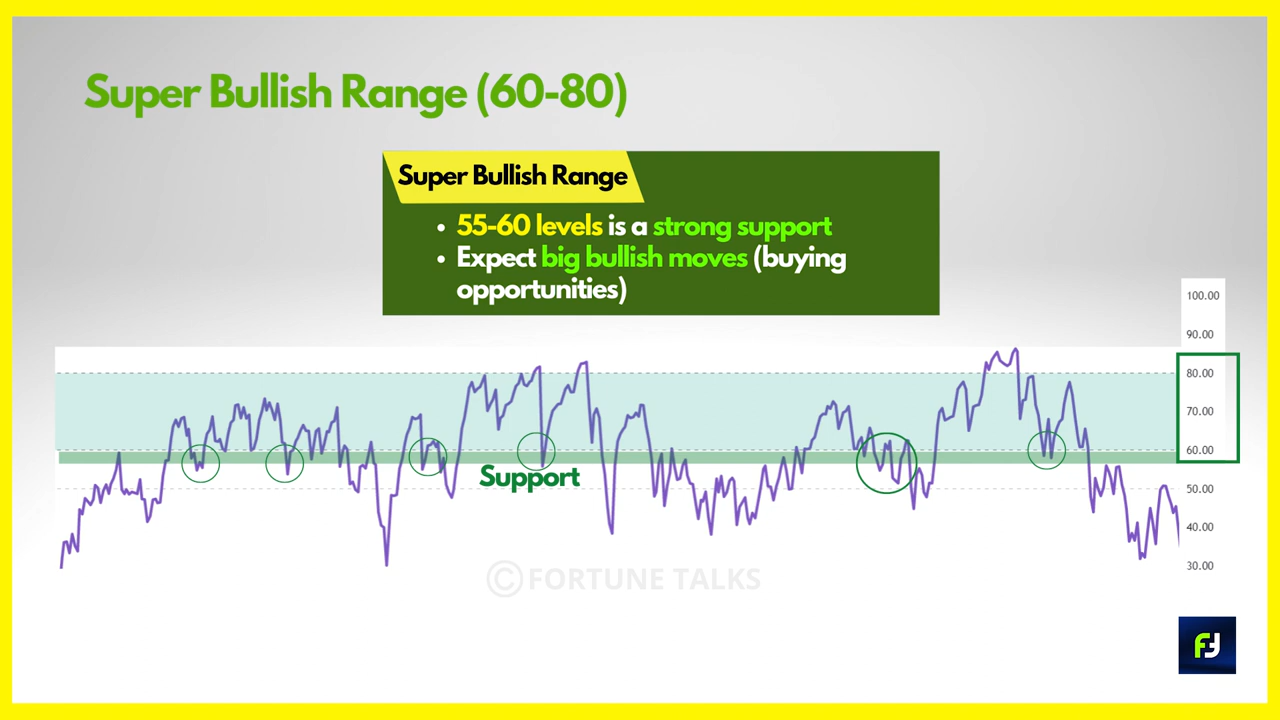 Super Bullish Range (60-80)
Super Bullish Range
• 55-60 levels is a strong support
• Expect big bullish moves (buying
opportunities)
100.00
90.00
80.00
70.00
60.00
50.00
40.00
30.00
Support
© FORTUNE TALKS